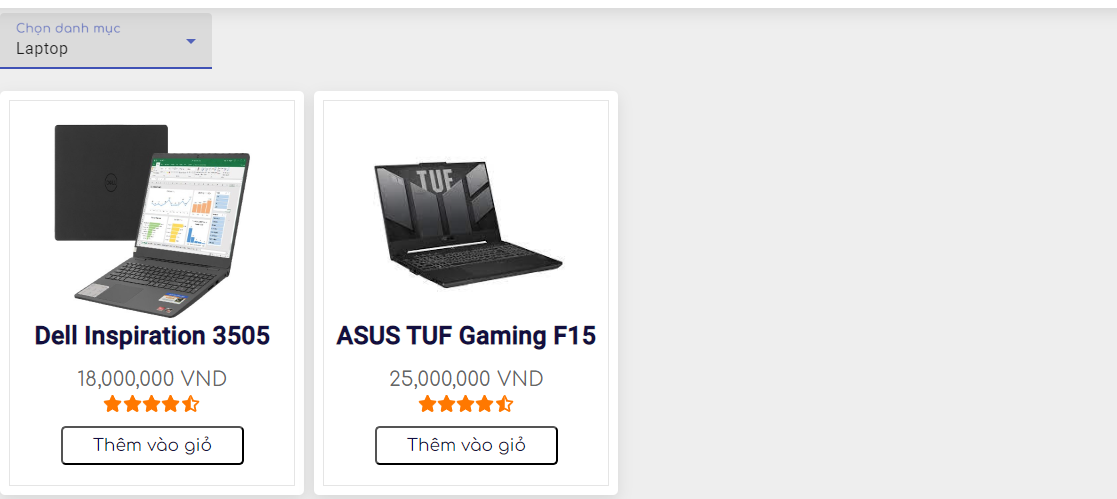 Chọn danh mục
Laptop
DELL
TUF
Dell Inspiration 3505
ASUS TUF Gaming F15
18,000,000 VND
25,000,000 VND
Thêm vào giỏ
Thêm vào giỏ